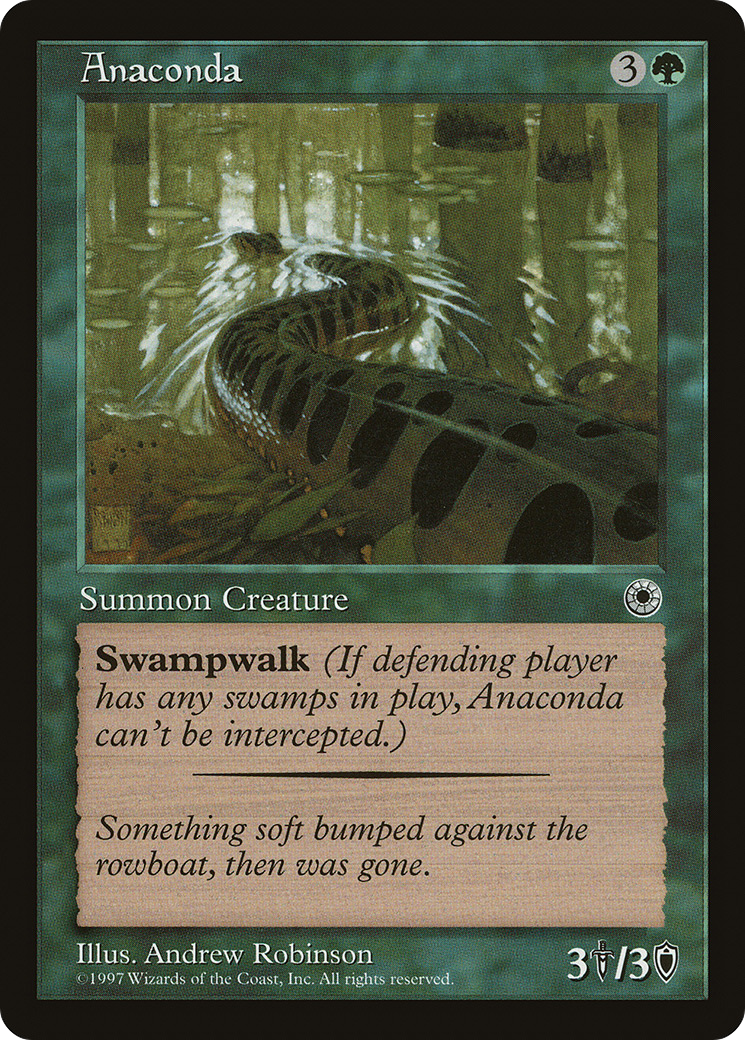 Anaconda 3
Summon Creature
Swampwalk (If defending player
has any swamps in play, Anaconda
can't be intercepted.)
Something soft bumped against the
rowboat, then was gone.
Illus. Andrew Robinson
©1997 Wizards of the Coast, Inc. All rights reserved.
3/3